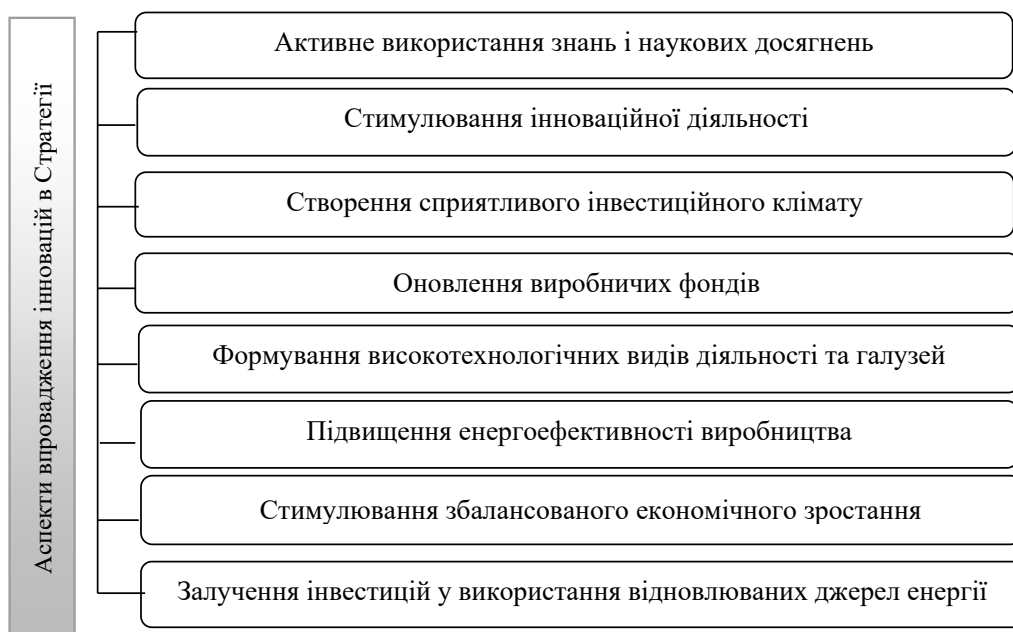 Аспекти впровадження інновацій в Стратегії
Активне використання знань і наукових досягнень
Стимулювання інноваційної діяльності
Створення сприятливого інвестиційного клімату
Оновлення виробничих фондів
Формування високотехнологічних видів діяльності та галузей
Підвищення енергоефективності виробництва
Стимулювання збалансованого економічного зростання
Залучення інвестицій у використання відновлюваних джерел енергії